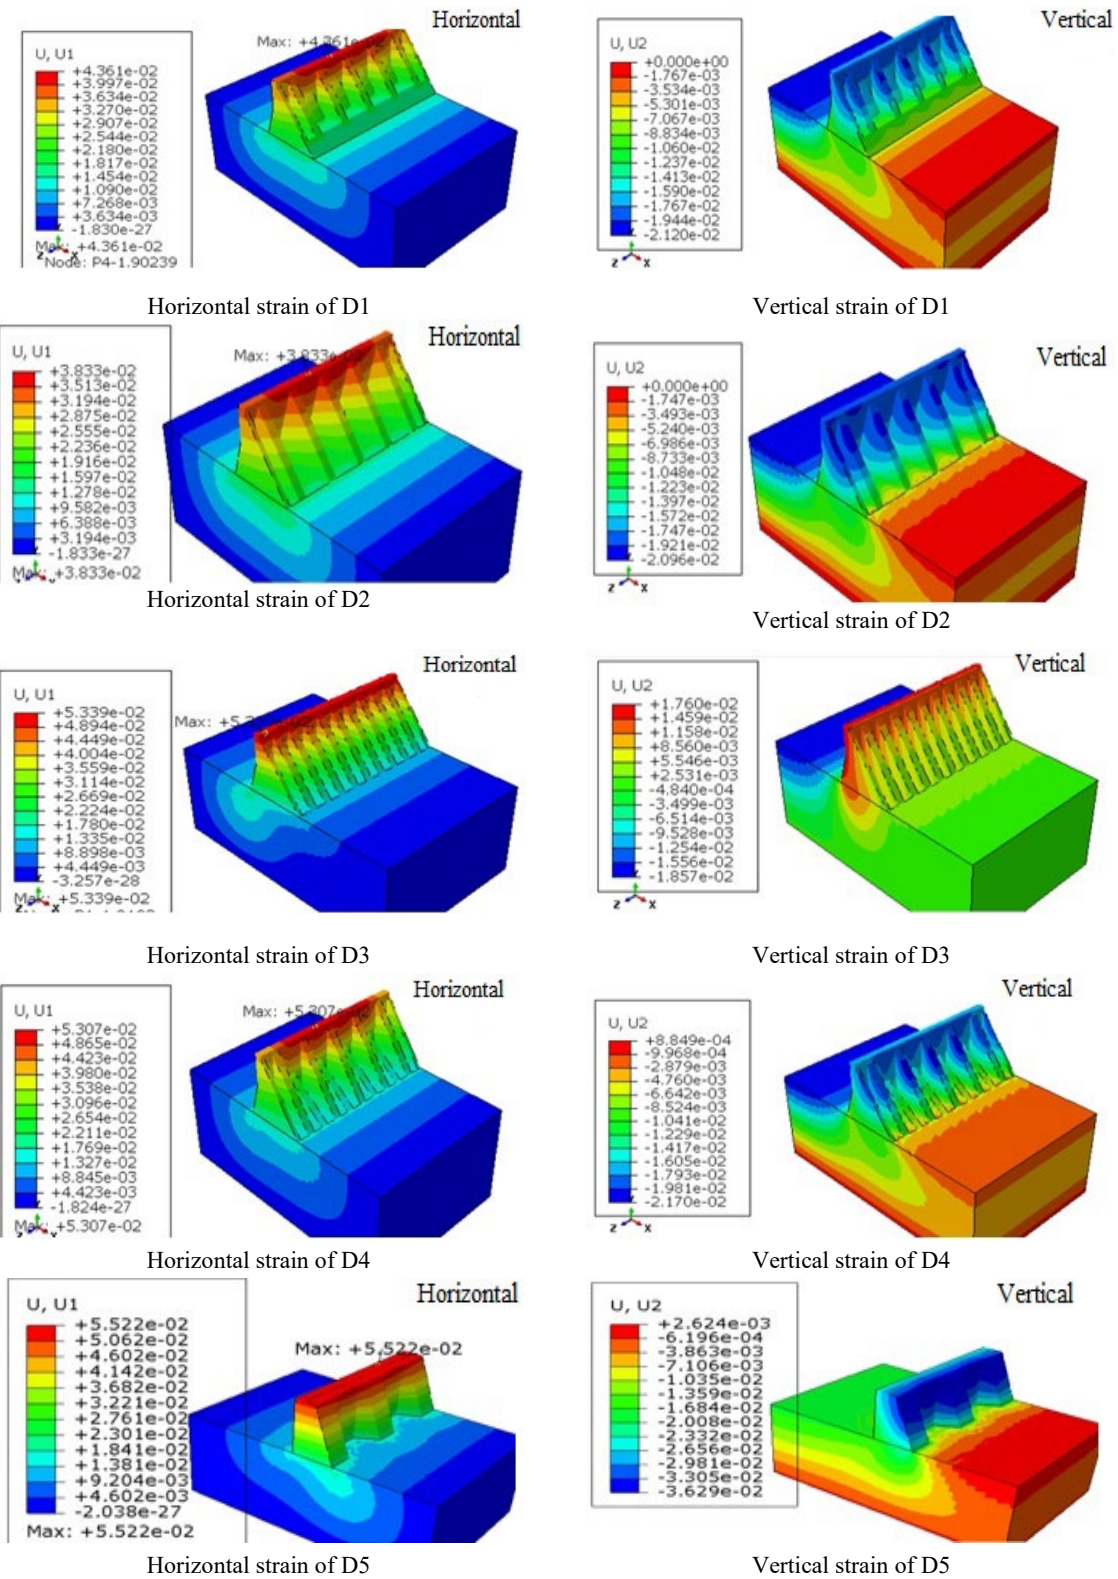 Horizontal
U, U1
+4.361e-02
+3.997e-02
+3.634e-02
+3.270e-02
+2.907e-02
+2.544e-02
+2.180e-02
+1.817e-02
+1.454e-02
+1.090e-02
+7.268e-03
+3.634e-03
-1.830e-27
Max: +4.361e-02
Node: P4-1.90239
Z X
Max: +4.361e-02
Vertical
U, U2
+0.000e+00
-1.767e-03
-3.534e-03
-5.301e-03
-7.067e-03
-8.834e-03
-1.060e-02
-1.237e-02
-1.413e-02
-1.590e-02
-1.767e-02
-1.944e-02
-2.120e-02
Z X
Horizontal strain of D1
Vertical strain of D1
Horizontal
U, U1
+3.833e-02
+3.513e-02
+3.194e-02
+2.875e-02
+2.555e-02
+2.236e-02
+1.916e-02
+1.597e-02
+1.278e-02
+9.582e-03
+6.388e-03
+3.194e-03
-1.833e-27
Max: +3.833e-02
Max: +3.833e-02
Vertical
U, U2
+0.000e+00
-1.747e-03
-3.493e-03
-5.240e-03
-6.986e-03
-8.733e-03
-1.048e-02
-1.223e-02
-1.397e-02
-1.572e-02
-1.747e-02
-1.921e-02
-2.096e-02
Z X
Horizontal strain of D2
Vertical strain of D2
Horizontal
U, U1
+5.339e-02
+4.894e-02
+4.449e-02
+4.004e-02
+3.559e-02
+3.114e-02
+2.669e-02
+2.224e-02
+1.780e-02
+1.335e-02
+8.898e-03
+4.449e-03
-3.257e-28
Max: +5.339e-02
Z X
Max:
Vertical
U, U2
+1.760e-02
+1.459e-02
+1.158e-02
+8.560e-03
+5.546e-03
+2.531e-03
-4.840e-04
-3.499e-03
-6.514e-03
-9.528e-03
-1.254e-02
-1.556e-02
-1.857e-02
Z X
Horizontal strain of D3
Vertical strain of D3
Horizontal
U, U1
+5.307e-02
+4.865e-02
+4.423e-02
+3.980e-02
+3.538e-02
+3.096e-02
+2.654e-02
+2.211e-02
+1.769e-02
+1.327e-02
+8.845e-03
+4.423e-03
-1.824e-27
Max: +5.307e-02
Max: +5.307e-02
Vertical
U, U2
+8.849e-04
-9.968e-04
-2.879e-03
-4.760e-03
-6.642e-03
-8.524e-03
-1.041e-02
-1.229e-02
-1.417e-02
-1.605e-02
-1.793e-02
-1.981e-02
-2.170e-02
Z X
Horizontal strain of D4
Vertical strain of D4
Horizontal
U, U1
+5.522e-02
+5.062e-02
+4.602e-02
+4.142e-02
+3.682e-02
+3.221e-02
+2.761e-02
+2.301e-02
+1.841e-02
+1.381e-02
+9.204e-03
+4.602e-03
-2.038e-27
Max: +5.522e-02
Max: +5.522e-02
Vertical
U, U2
+2.624e-03
-6.196e-04
-3.863e-03
-7.106e-03
-1.035e-02
-1.359e-02
-1.684e-02
-2.008e-02
-2.332e-02
-2.656e-02
-2.981e-02
-3.305e-02
-3.629e-02
Horizontal strain of D5
Vertical strain of D5